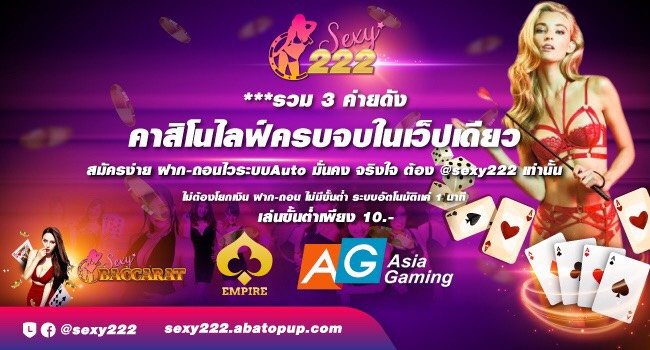 Sexy
222
***รวม 3 ค่ายดัง
คาสิโนไลฟ์ครบจบในเว็ปเดียว
สมัครง่าย ฝาก-ถอนไวระบบAuto มั่นคง จริงใจ ต้อง @sexy222 เท่านั้น
ไม่ต้องโยกเงิน ฝาก-ถอน ไม่มีขั้นต่ำ ระบบอัตโนมัติแค่ 1 นาที
เล่นขั้นต่ำเพียง 10.-
Sexy
BACCARAT
EMPIRE
AG Asia
Gaming
@sexy222 sexy222.abatopup.com